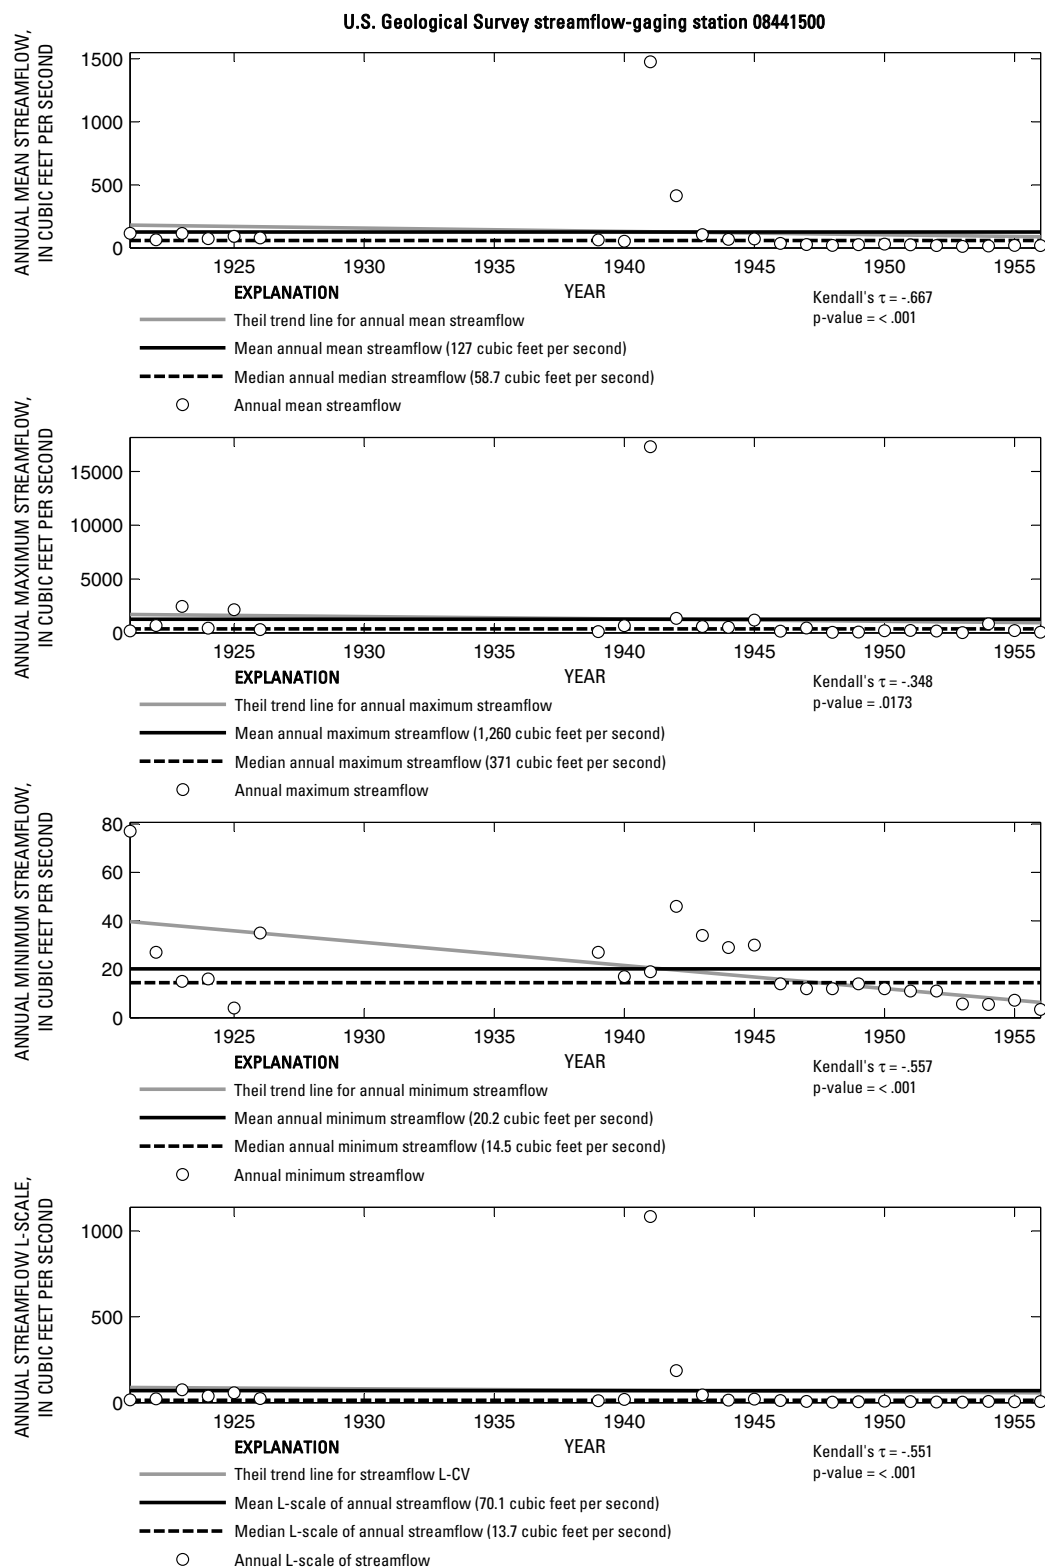 U.S. Geological Survey streamflow-gaging station 08441500
ANNUAL MEAN STREAMFLOW,
IN CUBIC FEET PER SECOND
1500
1000
500
0
1925 1930 1935 1940 1945 1950 1955
YEAR
EXPLANATION
Theil trend line for annual mean streamflow
Mean annual mean streamflow (127 cubic feet per second)
Median annual median streamflow (58.7 cubic feet per second)
Annual mean streamflow
Kendall's τ = -.667
p-value = < .001
ANNUAL MAXIMUM STREAMFLOW,
IN CUBIC FEET PER SECOND
15000
10000
5000
0
1925 1930 1935 1940 1945 1950 1955
YEAR
EXPLANATION
Theil trend line for annual maximum streamflow
Mean annual maximum streamflow (1,260 cubic feet per second)
Median annual maximum streamflow (371 cubic feet per second)
Annual maximum streamflow
Kendall's τ = -.348
p-value = .0173
ANNUAL MINIMUM STREAMFLOW,
IN CUBIC FEET PER SECOND
80
60
40
20
0
1925 1930 1935 1940 1945 1950 1955
YEAR
EXPLANATION
Theil trend line for annual minimum streamflow
Mean annual minimum streamflow (20.2 cubic feet per second)
Median annual minimum streamflow (14.5 cubic feet per second)
Annual minimum streamflow
Kendall's τ = -.557
p-value = < .001
ANNUAL STREAMFLOW L-SCALE,
IN CUBIC FEET PER SECOND
1000
500
0
1925 1930 1935 1940 1945 1950 1955
YEAR
EXPLANATION
Theil trend line for streamflow L-CV
Mean L-scale of annual streamflow (70.1 cubic feet per second)
Median L-scale of annual streamflow (13.7 cubic feet per second)
Annual L-scale of streamflow
Kendall's τ = -.551
p-value = < .001